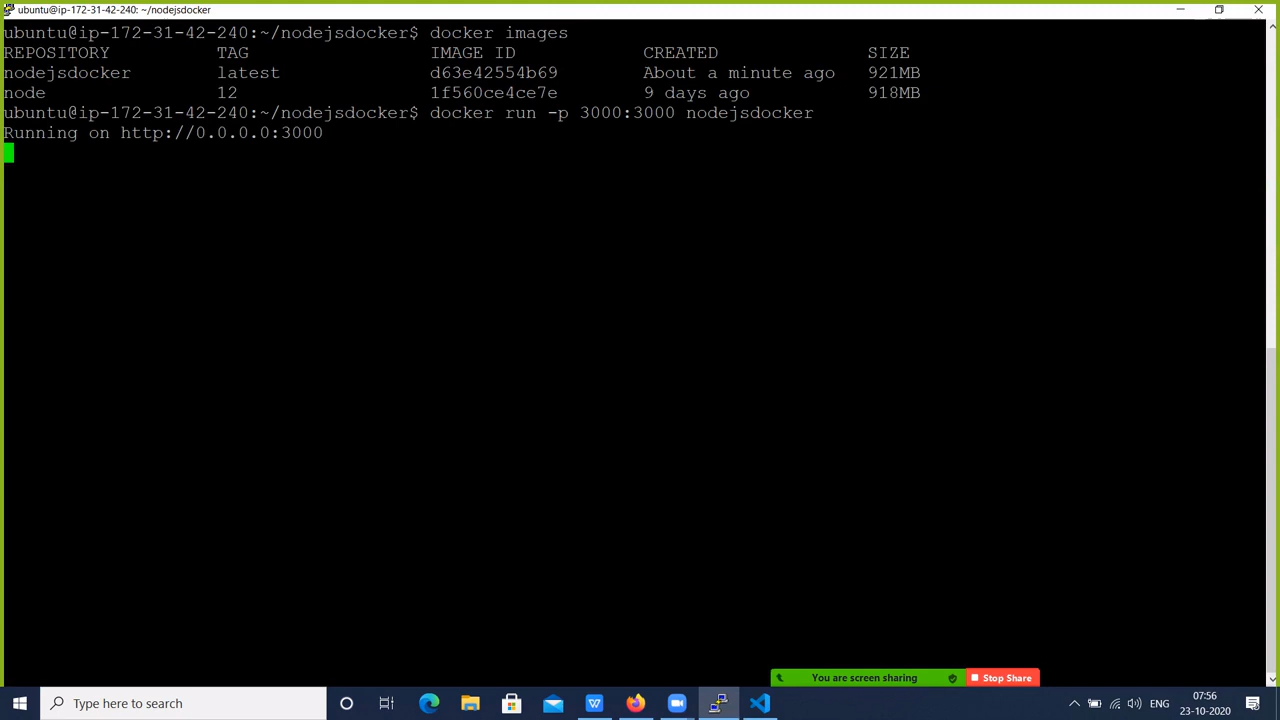 ubuntu@ip-172-31-42-240: ~/nodejsdocker
ubuntu@ip-172-31-42-240:~/nodejsdocker$ docker images
REPOSITORY TAG IMAGE ID CREATED SIZE
nodejsdocker latest d63e42554b69 About a minute ago 921MB
node 12 1f560ce4ce7e 9 days ago 918MB
ubuntu@ip-172-31-42-240:~/nodejsdocker$ docker run -p 3000:3000 nodejsdocker
Running on http://0.0.0.0:3000
You are screen sharing Stop Share
Type here to search
ENG
07:56
23-10-2020